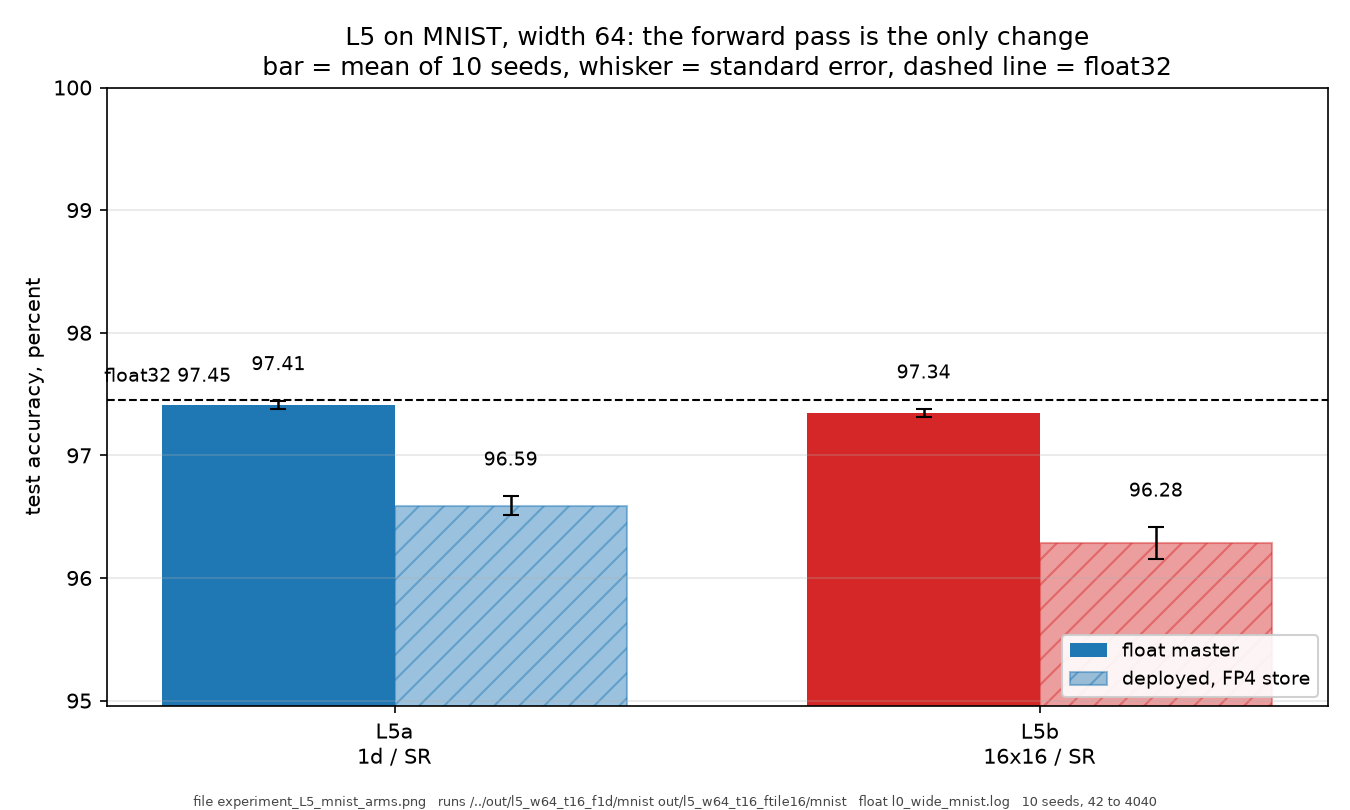 L5 on MNIST, width 64: the forward pass is the only change
bar = mean of 10 seeds, whisker = standard error, dashed line = float32
test accuracy, percent
100
99
98
97
96
95
float32 97.45
97.41
96.59
97.34
96.28
float master
deployed, FP4 store
L5a
1d / SR
L5b
16x16 / SR
file experiment_L5_mnist_arms.png runs /../out/l5_w64_t16_f1d/mnist out/l5_w64_t16_ftile16/mnist float l0_wide_mnist.log 10 seeds, 42 to 4040